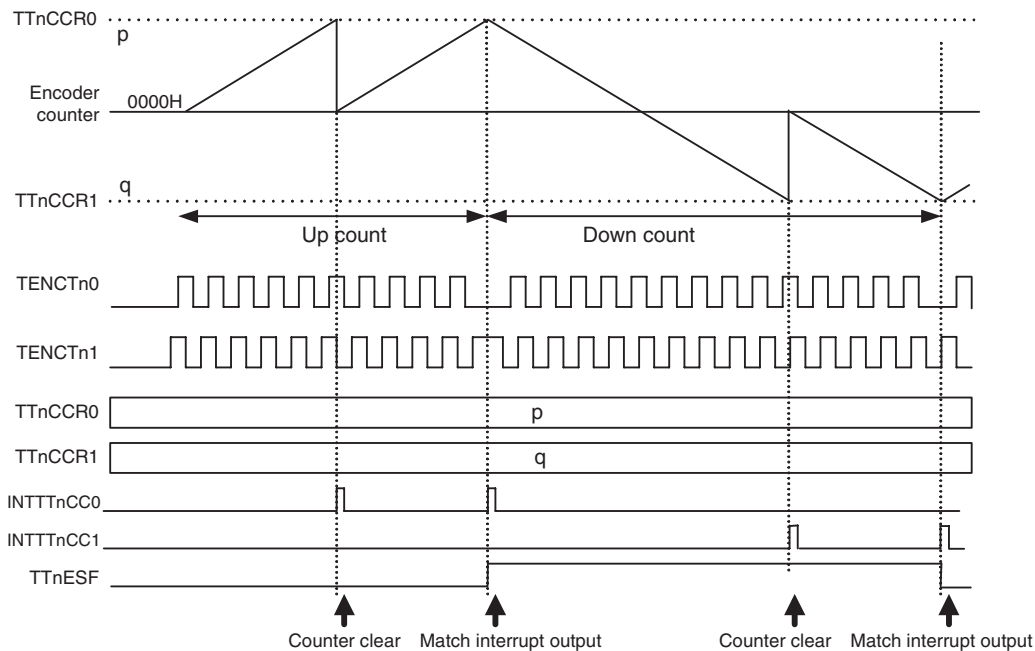 TTnCCR0
p
Encoder
counter
0000H
q
TTnCCR1
Up count
Down count
TENCTn0
TENCTn1
TTnCCR0
p
TTnCCR1
q
INTTTnCC0
INTTTnCC1
TTnESF
Counter clear
Match interrupt output
Counter clear
Match interrupt output